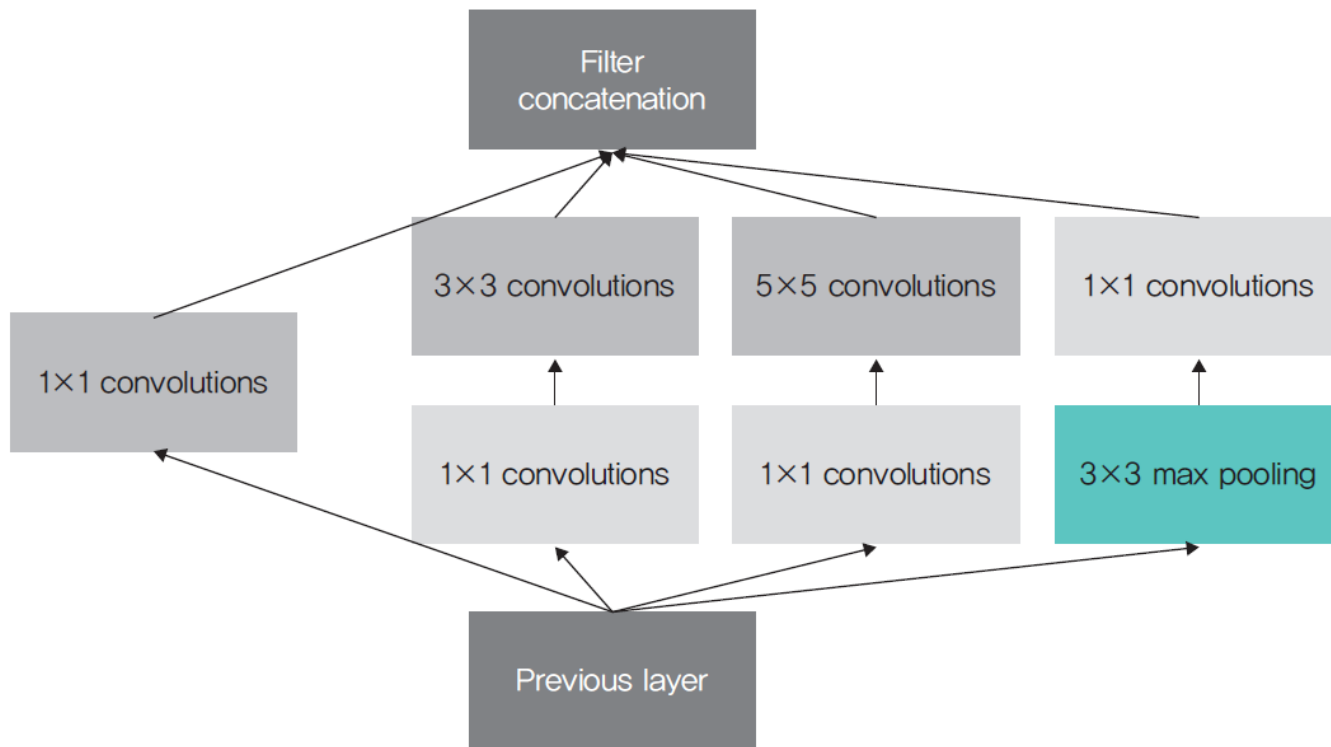 Filter
concatenation
3×3 convolutions
5×5 convolutions
1×1 convolutions
1×1 convolutions
1×1 convolutions
1×1 convolutions
3×3 max pooling
Previous layer